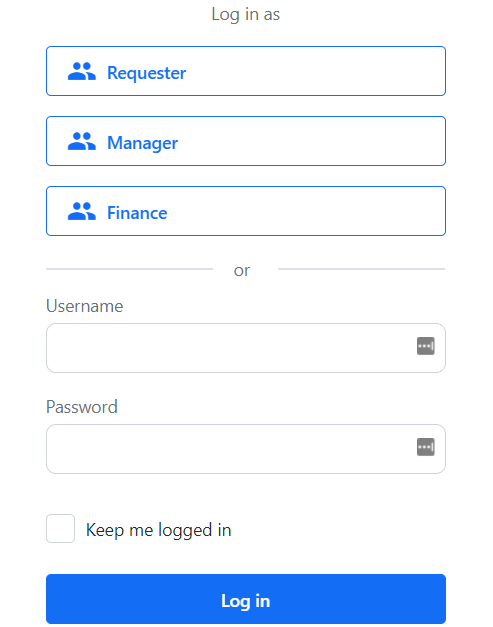 Log in as
Requester
Manager
Finance
or
Username
Password
Keep me logged in
Log in